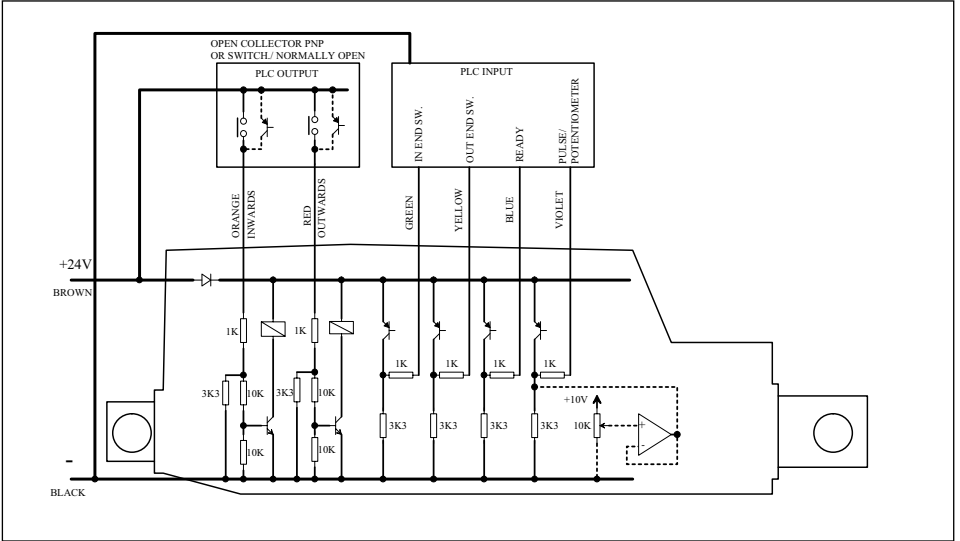 OPEN COLLECTOR PNP
OR SWITCH./ NORMALLY OPEN
PLC OUTPUT
PLC INPUT
IN END SW.
OUT END SW.
READY
PULSE/
POTENTIOMETER
ORANGE
INWARDS
RED
OUTWARDS
GREEN
YELLOW
BLUE
VIOLET
+24V
BROWN
1K
1K
1K
1K
1K
1K
3K3
10K
3K3
10K
+10V
3K3
3K3
3K3
3K3
10K
+
-
10K
10K
-
BLACK